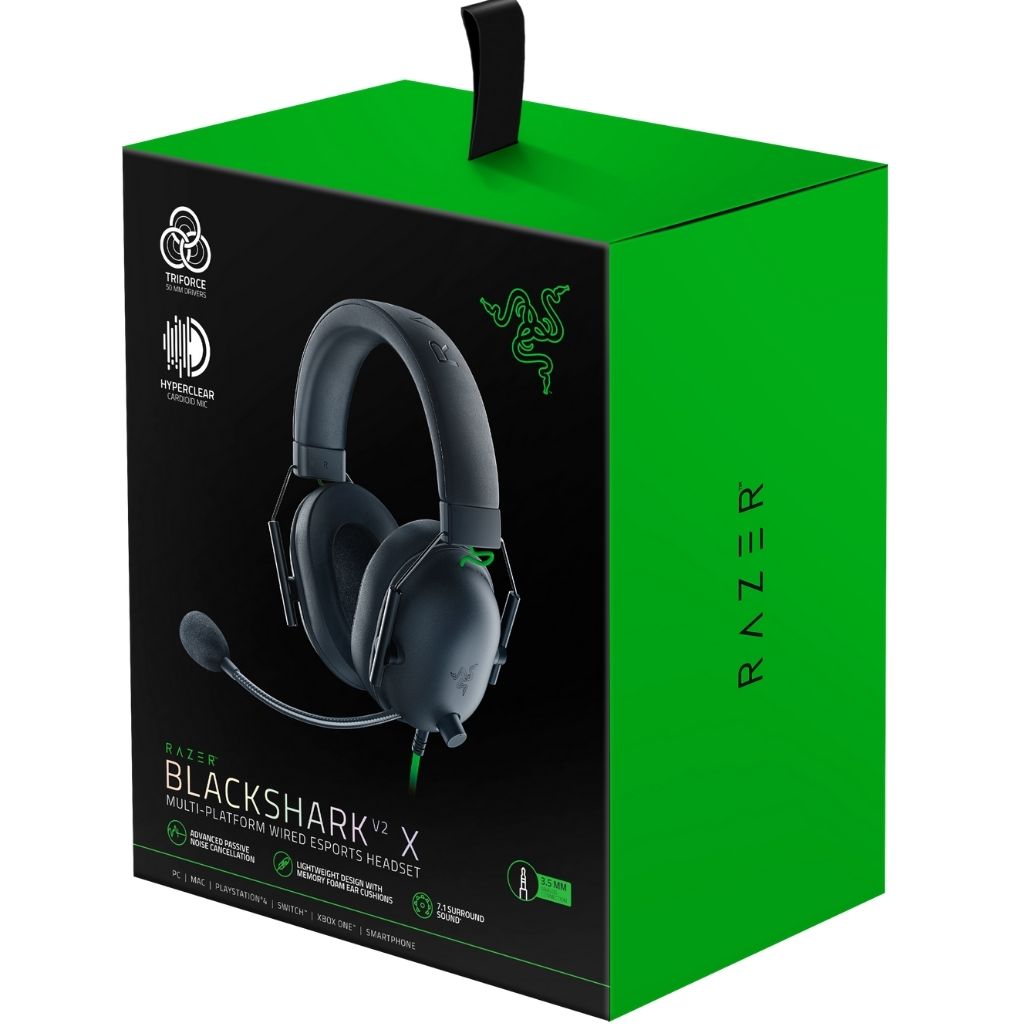 TRIFORCE
50 MM DRIVERS
HYPERCLEAR
CARDIOID MIC
R
R
RAZER™
BLACKSHARK V2 X
MULTI-PLATFORM WIRED ESPORTS HEADSET
ADVANCED PASSIVE
NOISE CANCELLATION
LIGHTWEIGHT DESIGN WITH
MEMORY FOAM EAR CUSHIONS
7.1 SURROUND
SOUND
3.5 MM
PC | MAC | PLAYSTATION®4 | SWITCH™ | XBOX ONE™ | SMARTPHONE
RAZER™